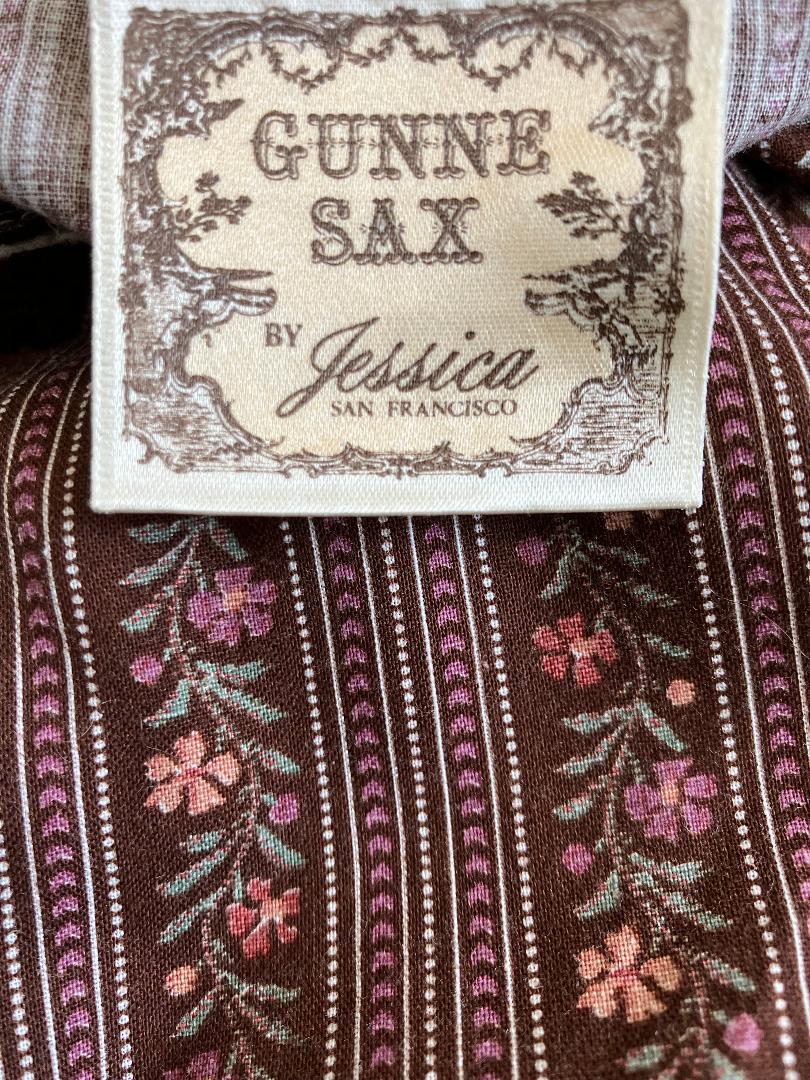 GUNNE
SAX
BY Jessica
SAN FRANCISCO